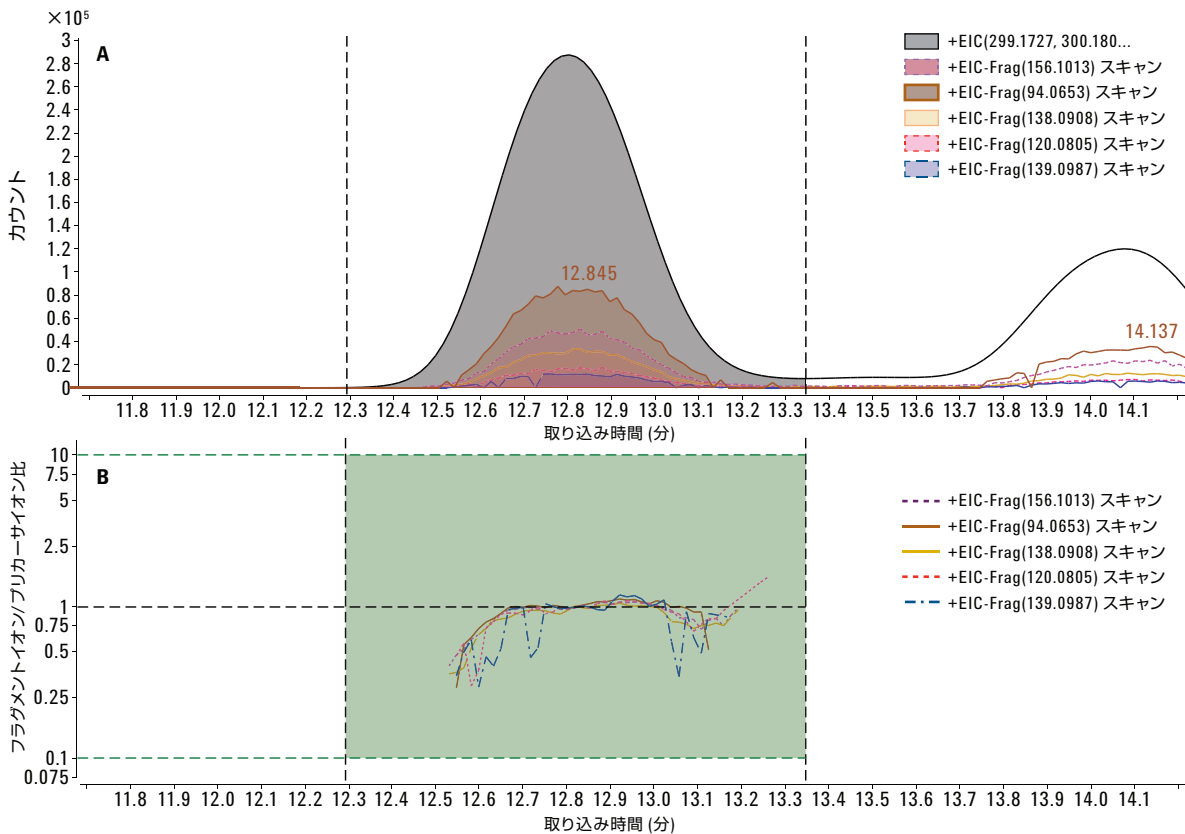 ×10⁵
A
3
2.8
2.6
2.4
2.2
2
1.8
1.6
1.4
1.2
1
0.8
0.6
0.4
0.2
0
カウント
12.845
14.137
+EIC(299.1727, 300.180...
+EIC-Frag(156.1013) スキャン
+EIC-Frag(94.0653) スキャン
+EIC-Frag(138.0908) スキャン
+EIC-Frag(120.0805) スキャン
+EIC-Frag(139.0987) スキャン
11.8 11.9 12.0 12.1 12.2 12.3 12.4 12.5 12.6 12.7 12.8 12.9 13.0 13.1 13.2 13.3 13.4 13.5 13.6 13.7 13.8 13.9 14.0 14.1
取り込み時間 (分)
B
10
7.5
5
2.5
1
0.75
0.5
0.25
0.1
0.075
フラグメントイオン/プリカーサイオン比
+EIC-Frag(156.1013) スキャン
+EIC-Frag(94.0653) スキャン
+EIC-Frag(138.0908) スキャン
+EIC-Frag(120.0805) スキャン
+EIC-Frag(139.0987) スキャン
11.8 11.9 12.0 12.1 12.2 12.3 12.4 12.5 12.6 12.7 12.8 12.9 13.0 13.1 13.2 13.3 13.4 13.5 13.6 13.7 13.8 13.9 14.0 14.1
取り込み時間 (分)